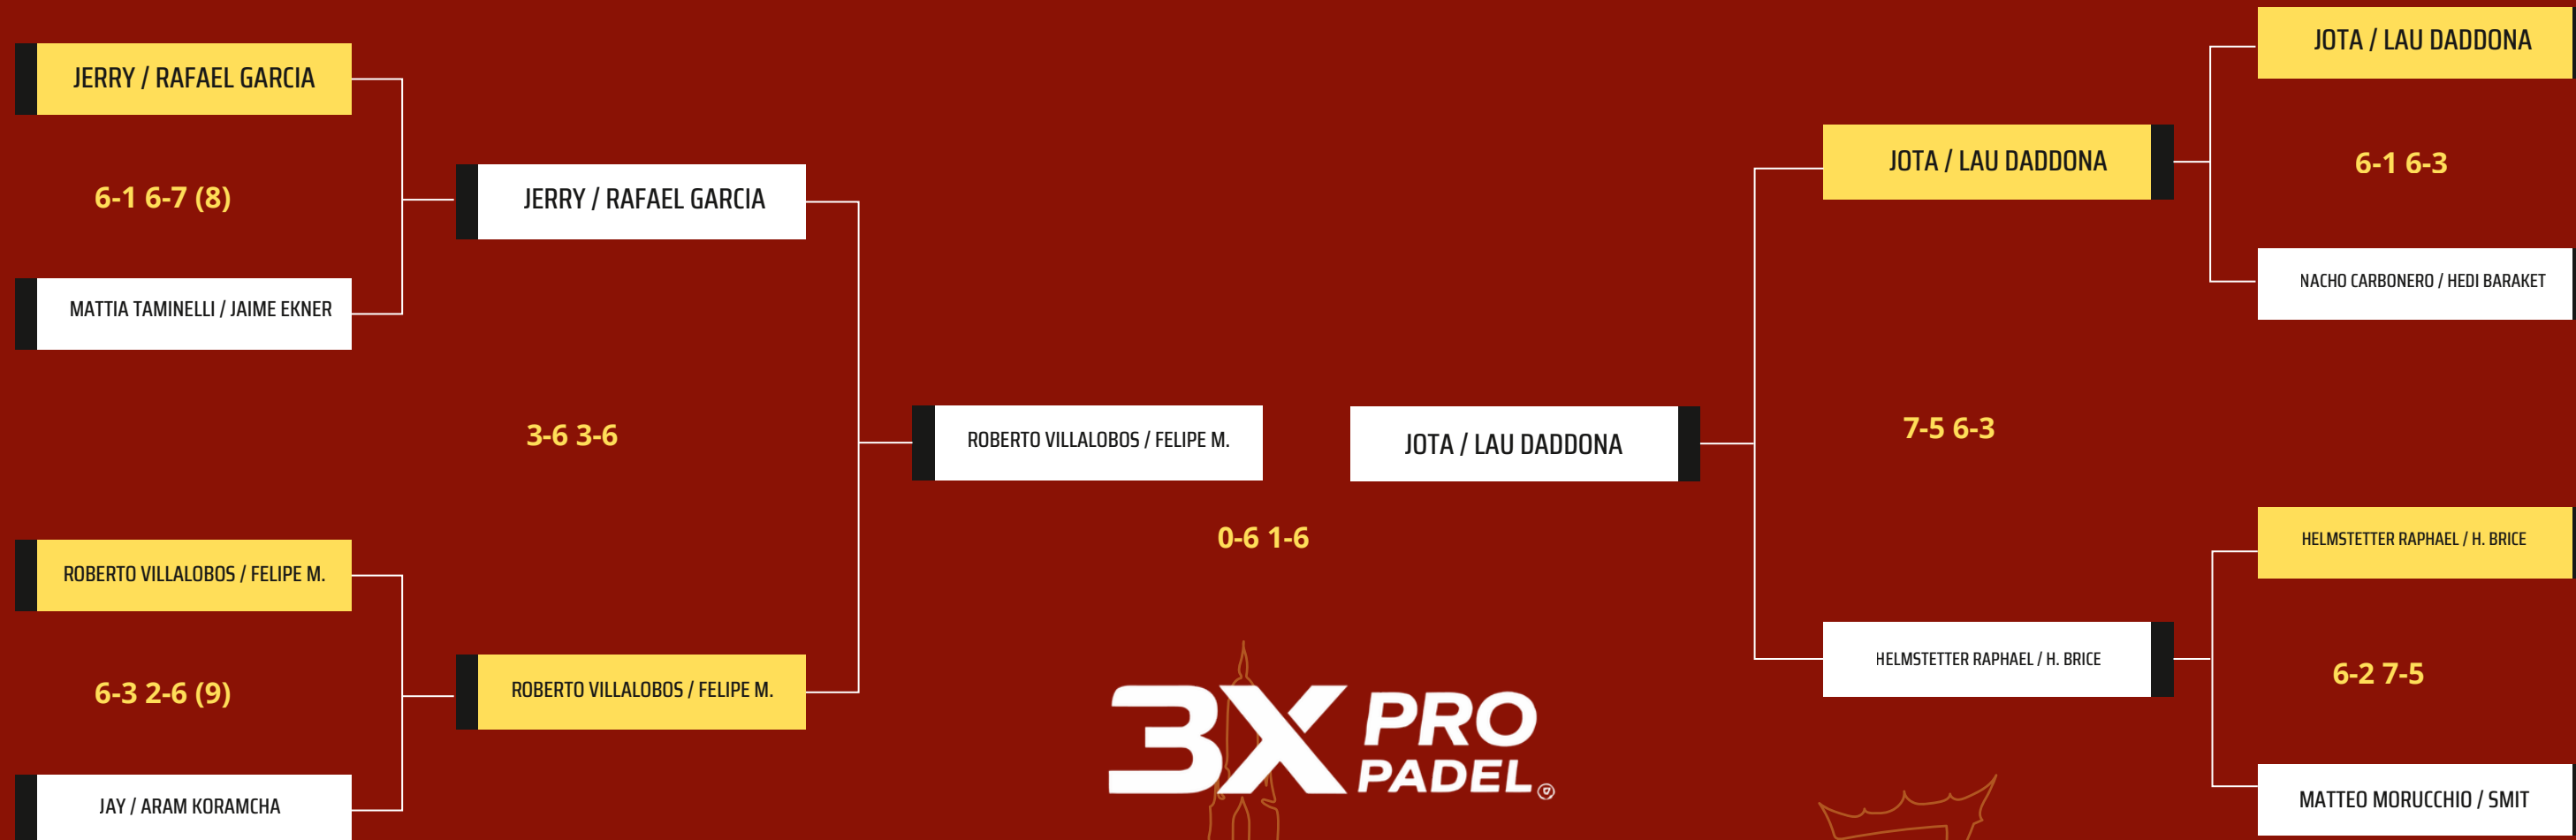 JERRY / RAFAEL GARCIA
6-1 6-7 (8)
MATTIA TAMINELLI / JAIME EKNER
JERRY / RAFAEL GARCIA
3-6 3-6
ROBERTO VILLALOBOS / FELIPE M.
6-3 2-6 (9)
JAY / ARAM KORAMCHA
ROBERTO VILLALOBOS / FELIPE M.
ROBERTO VILLALOBOS / FELIPE M.
0-6 1-6
JOTA / LAU DADDONA
JOTA / LAU DADDONA
7-5 6-3
HELMSTETTER RAPHAEL / H. BRICE
JOTA / LAU DADDONA
6-1 6-3
NACHO CARBONERO / HEDI BARAKET
HELMSTETTER RAPHAEL / H. BRICE
6-2 7-5
MATTEO MORUCCHIO / SMIT
3X PRO
PADEL